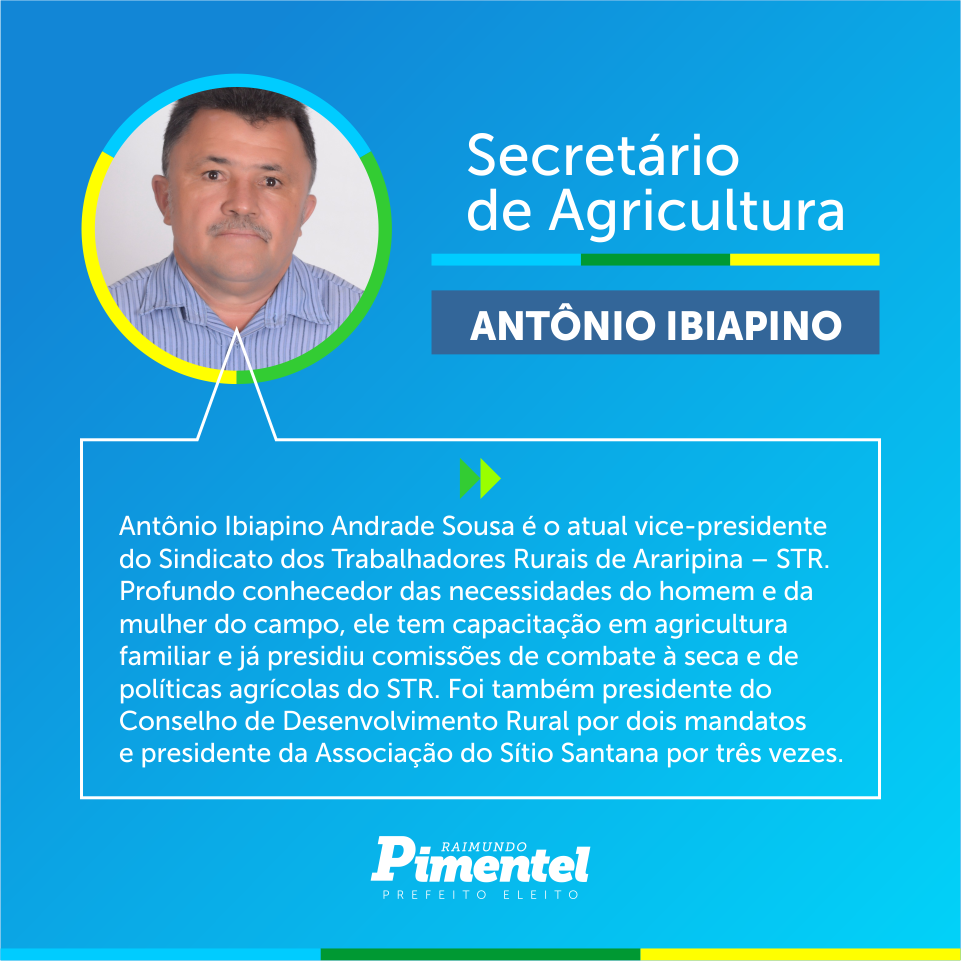 Secretário
de Agricultura
ANTÔNIO IBIAPINO
Antônio Ibiapino Andrade Sousa é o atual vice-presidente
do Sindicato dos Trabalhadores Rurais de Araripina – STR.
Profundo conhecedor das necessidades do homem e da
mulher do campo, ele tem capacitação em agricultura
familiar e já presidiu comissões de combate à seca e de
políticas agrícolas do STR. Foi também presidente do
Conselho de Desenvolvimento Rural por dois mandatos
e presidente da Associação do Sítio Santana por três vezes.
RAIMUNDO
Pimentel
PREFEITO ELEITO